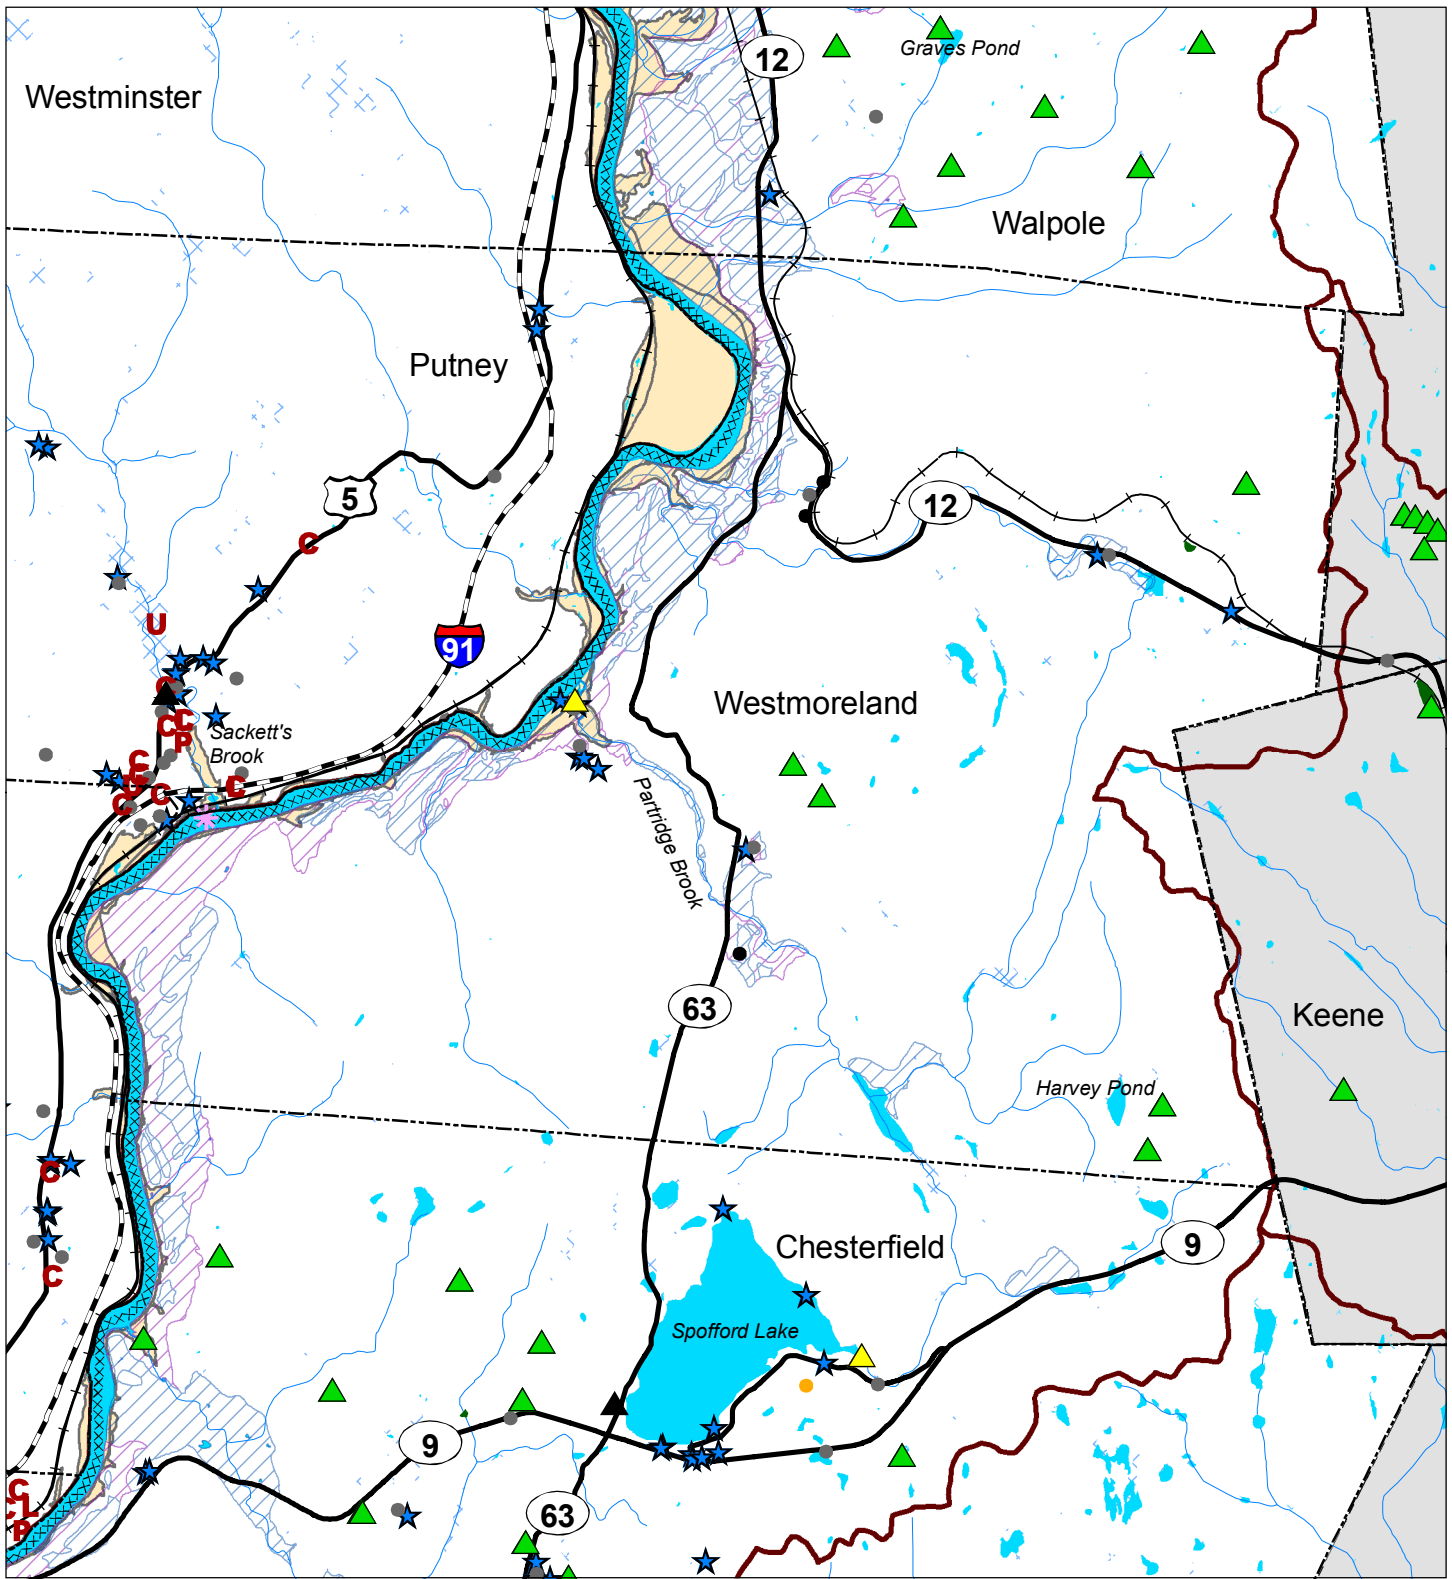 Graves Pond
12
Westminster
Walpole
Putney
5
12
91
Westmoreland
Sackett's
Brook
Partridge Brook
63
Keene
Harvey Pond
Chesterfield
9
Spofford Lake
9
63
C
U
C
C
C
P
C
C
C
C
C
C
C
C
L
P